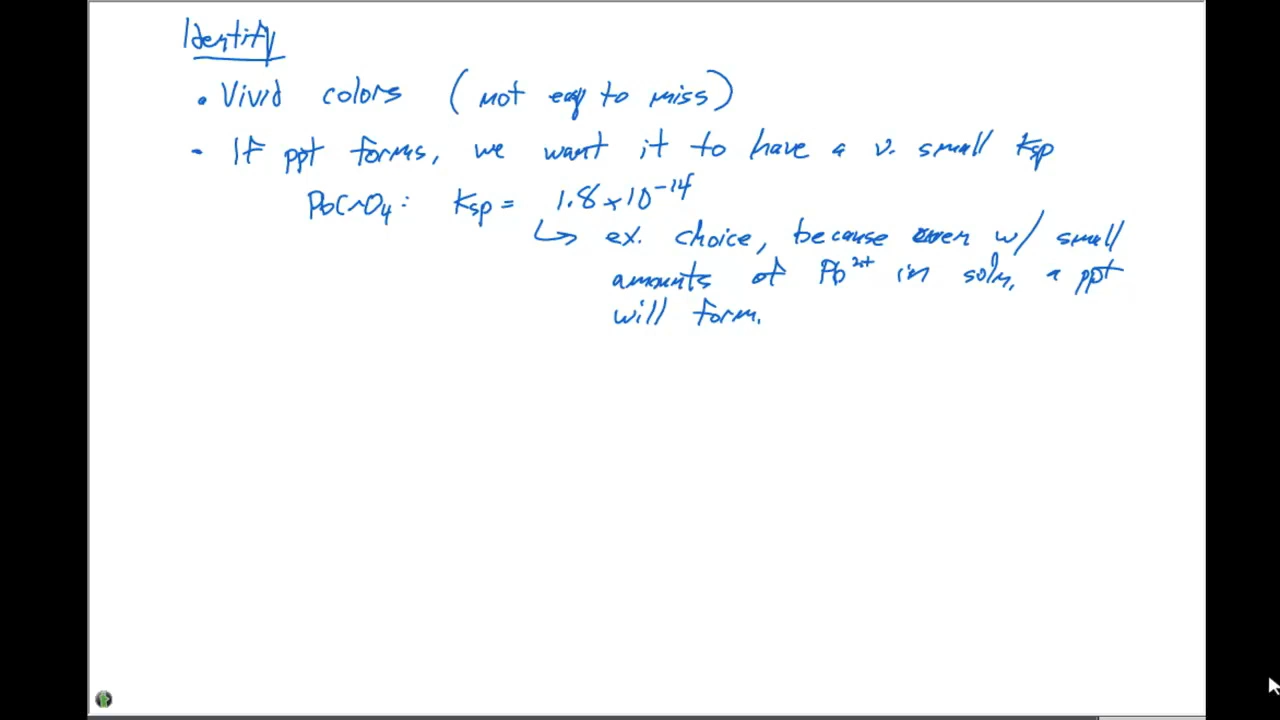 Identify
• Vivid colors (not easy to miss)
- If ppt forms, we want it to have a v. small Ksp
PbCrO₄: Ksp = 1.8 × 10⁻¹⁴
↳ ex. choice, because even w/ small
amounts of Pb²⁺ in soln, a ppt
will form.